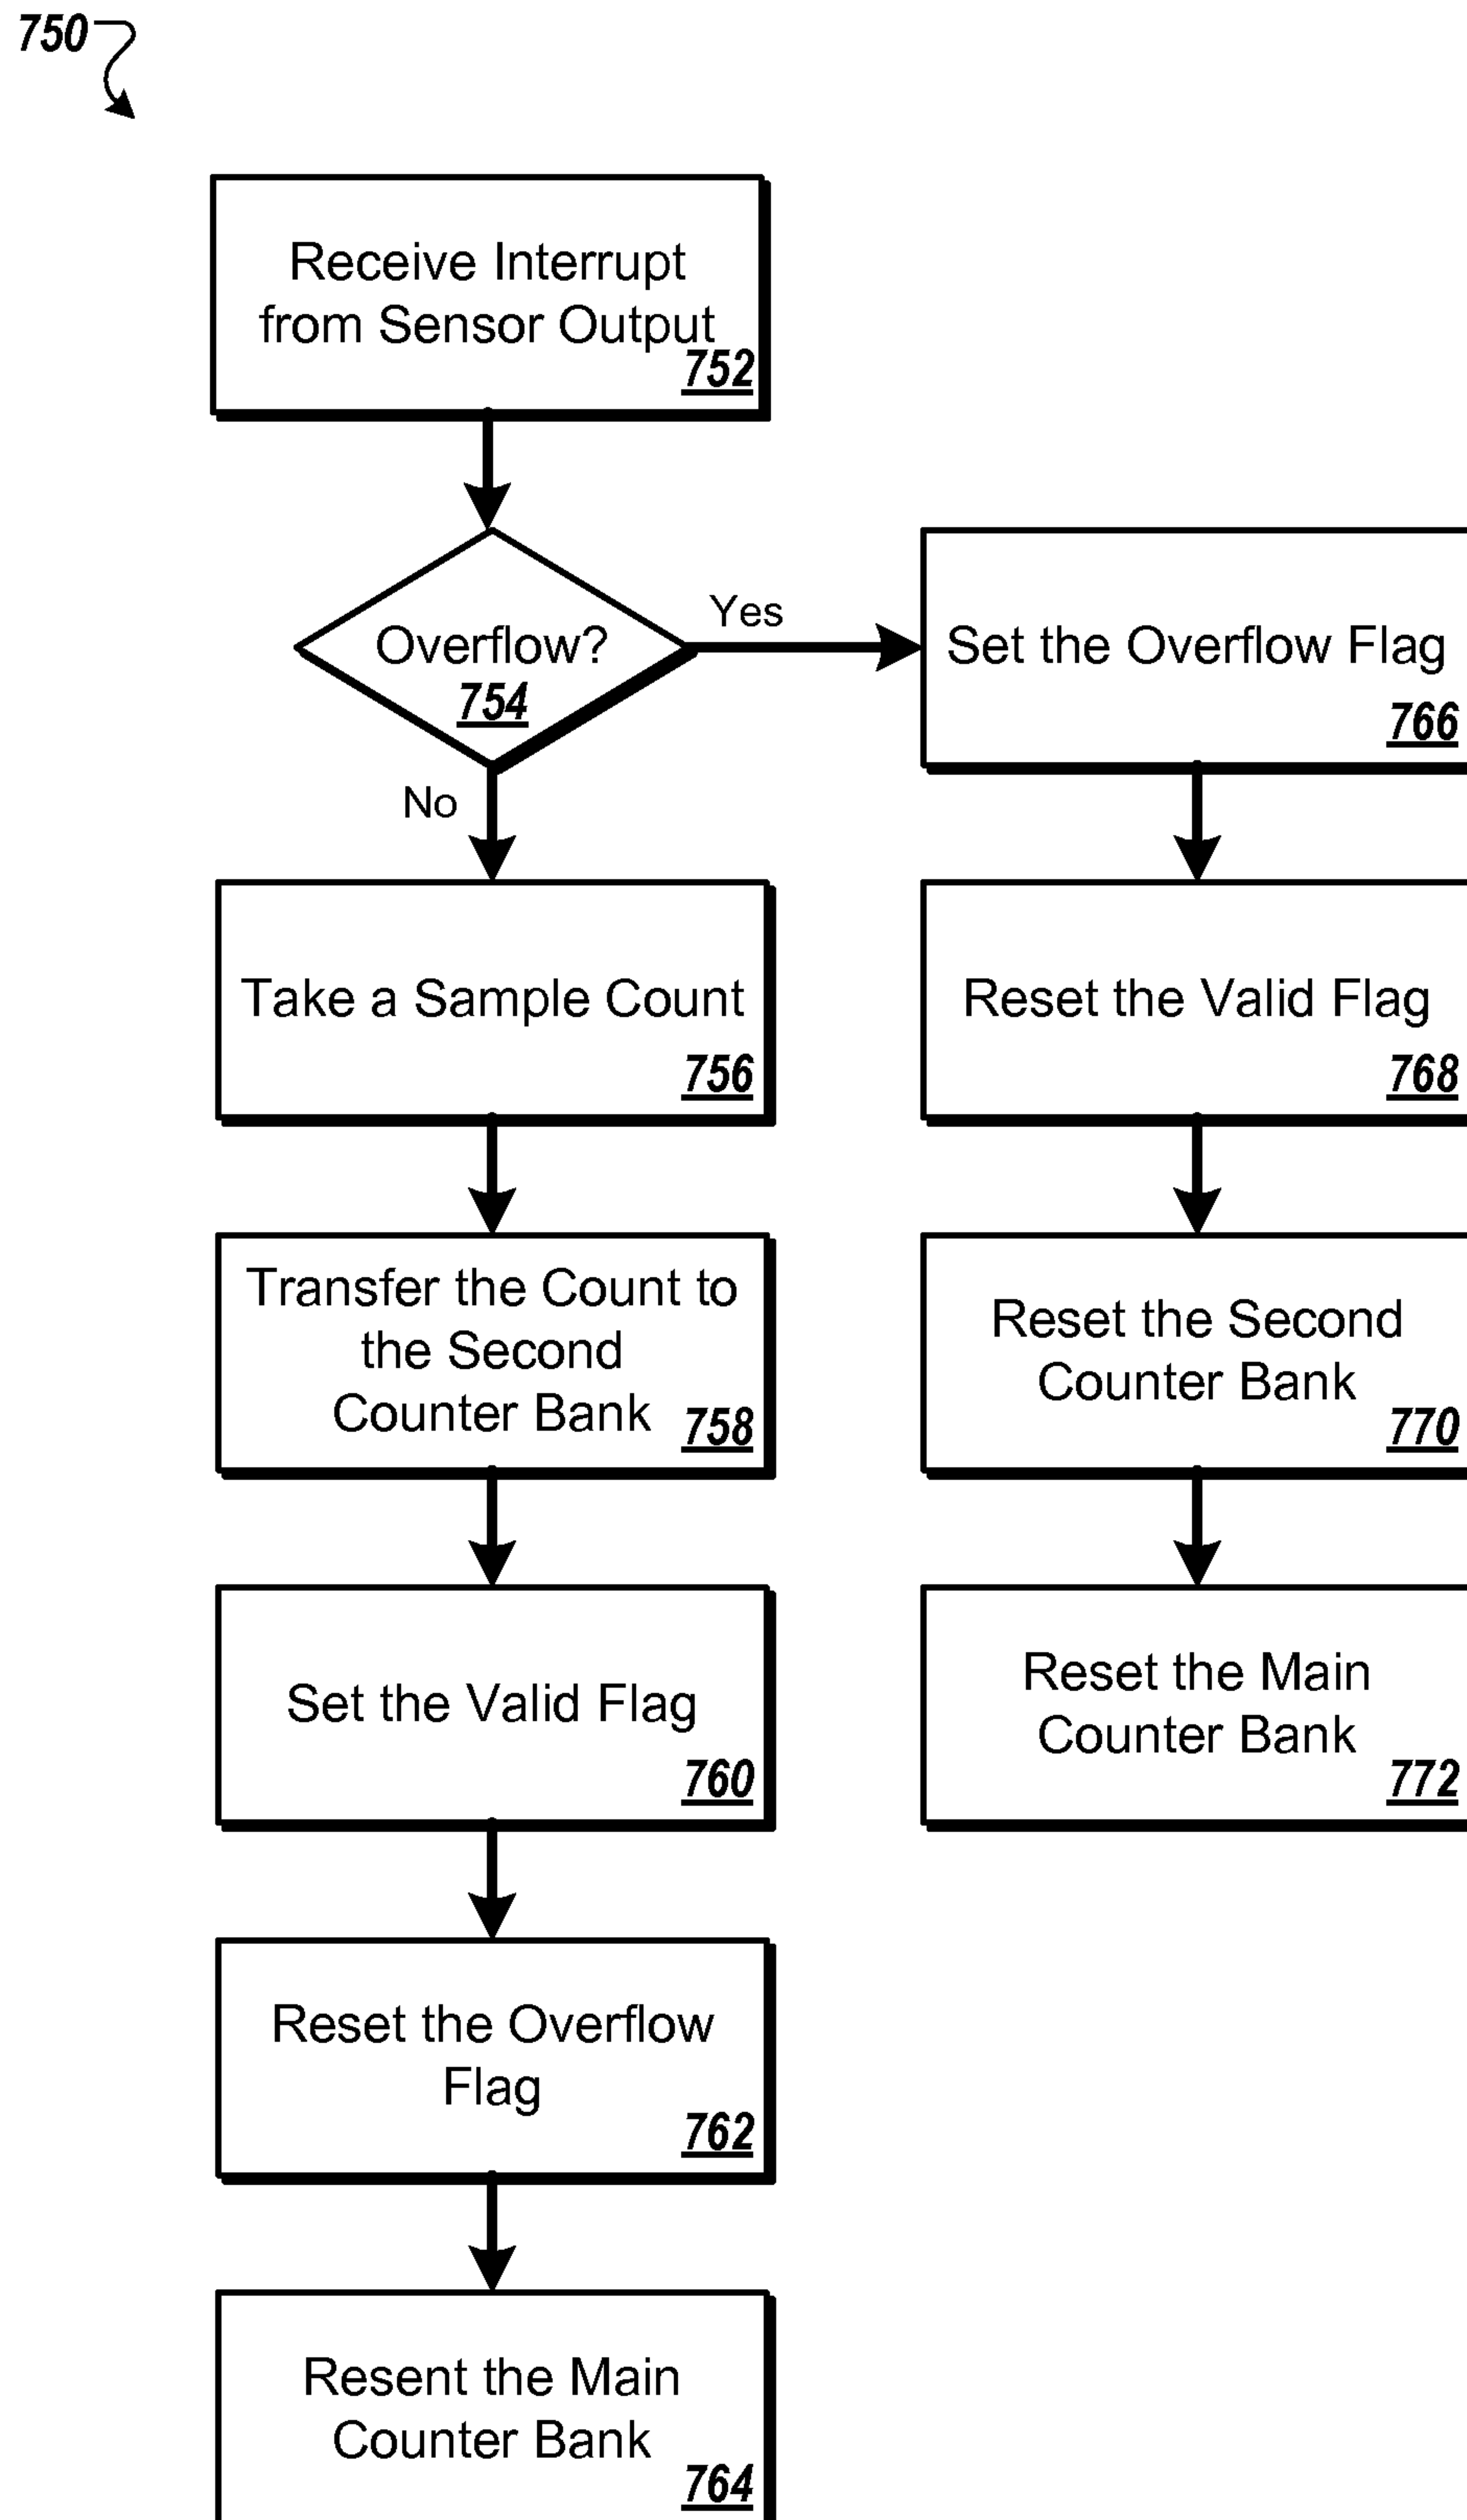 750
Receive Interrupt
from Sensor Output
752
Overflow?
754
Yes
No
Set the Overflow Flag
766
Take a Sample Count
756
Reset the Valid Flag
768
Transfer the Count to
the Second
Counter Bank
758
Reset the Second
Counter Bank
770
Set the Valid Flag
760
Reset the Main
Counter Bank
772
Reset the Overflow
Flag
762
Resent the Main
Counter Bank
764